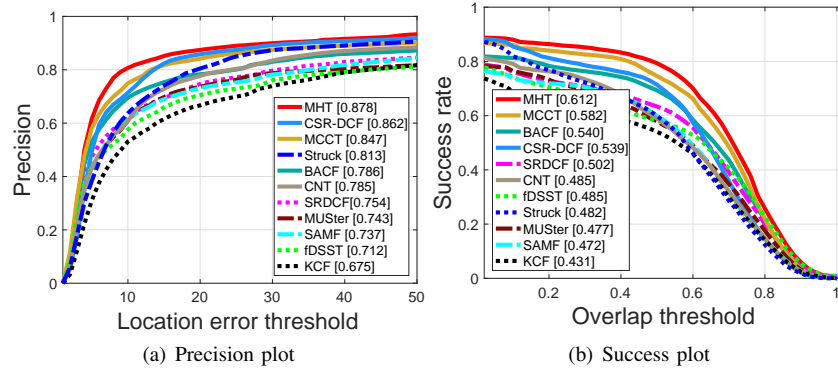 Precision
1
0.8
0.6
0.4
0.2
0
10
20
30
40
50
Location error threshold
MHT [0.878]
CSR-DCF [0.862]
MCCT [0.847]
Struck [0.813]
BACF [0.786]
CNT [0.785]
SRDCF[0.754]
MUSter [0.743]
SAMF [0.737]
fDSST [0.712]
KCF [0.675]
(a) Precision plot
Success rate
1
0.8
0.6
0.4
0.2
0
0.2
0.4
0.6
0.8
1
Overlap threshold
MHT [0.612]
MCCT [0.582]
BACF [0.540]
CSR-DCF [0.539]
SRDCF [0.502]
CNT [0.485]
fDSST [0.485]
Struck [0.482]
MUSter [0.477]
SAMF [0.472]
KCF [0.431]
(b) Success plot